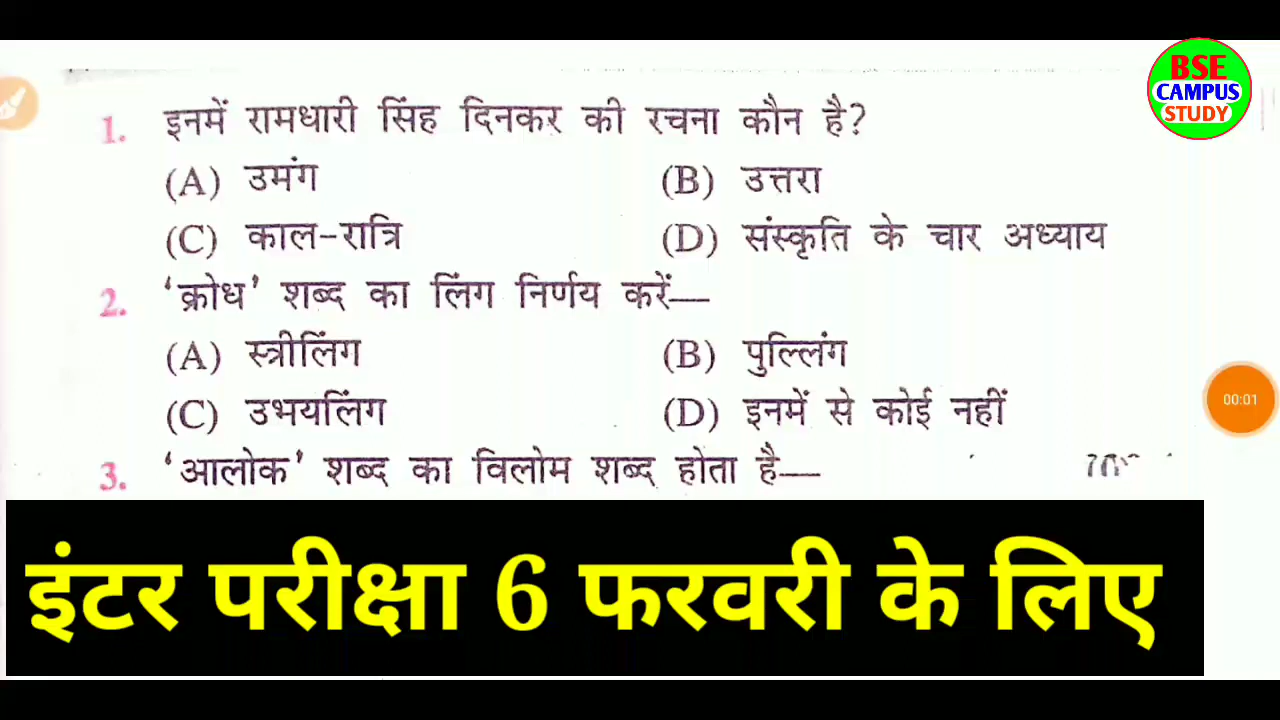 BSE
CAMPUS
STUDY
1. इनमें रामधारी सिंह दिनकर की रचना कौन है?
(A) उमंग (B) उत्तरा
(C) काल-रात्रि (D) संस्कृति के चार अध्याय
2. ‘क्रोध’ शब्द का लिंग निर्णय करें—
(A) स्त्रीलिंग (B) पुल्लिंग
(C) उभयलिंग (D) इनमें से कोई नहीं
00:01
3. ‘आलोक’ शब्द का विलोम शब्द होता है—
इंटर परीक्षा 6 फरवरी के लिए